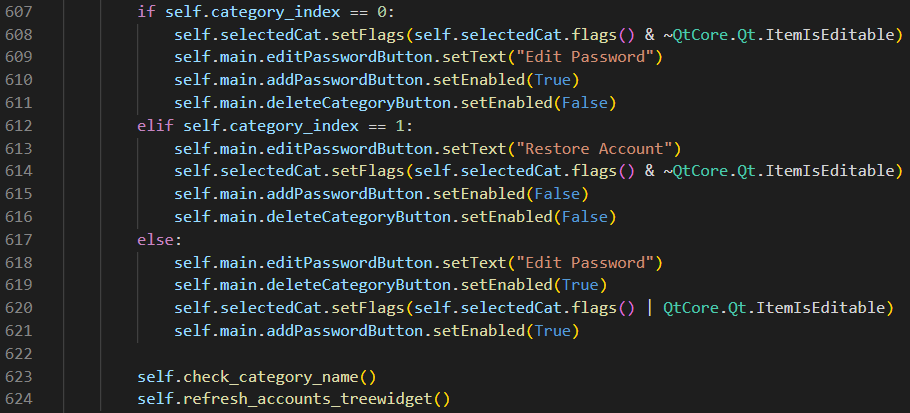 607 if self.category_index == 0:
608 self.selectedCat.setFlags(self.selectedCat.flags() & ~QtCore.Qt.ItemIsEditable)
609 self.main.editPasswordButton.setText("Edit Password")
610 self.main.addPasswordButton.setEnabled(True)
611 self.main.deleteCategoryButton.setEnabled(False)
612 elif self.category_index == 1:
613 self.main.editPasswordButton.setText("Restore Account")
614 self.selectedCat.setFlags(self.selectedCat.flags() & ~QtCore.Qt.ItemIsEditable)
615 self.main.addPasswordButton.setEnabled(False)
616 self.main.deleteCategoryButton.setEnabled(False)
617 else:
618 self.main.editPasswordButton.setText("Edit Password")
619 self.main.deleteCategoryButton.setEnabled(True)
620 self.selectedCat.setFlags(self.selectedCat.flags() | QtCore.Qt.ItemIsEditable)
621 self.main.addPasswordButton.setEnabled(True)
622
623 self.check_category_name()
624 self.refresh_accounts_treewidget()